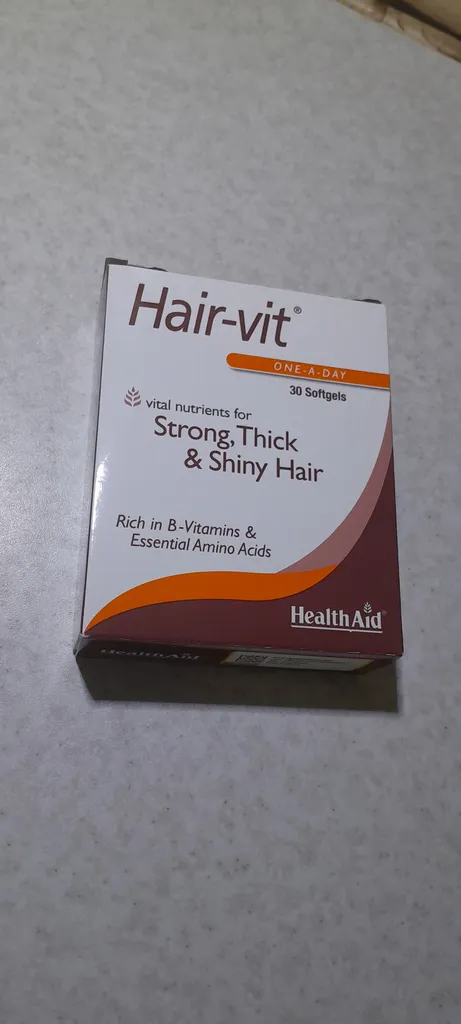 Hair-vit®
ONE-A-DAY
30 Softgels
vital nutrients for
Strong, Thick
& Shiny Hair
Rich in B-Vitamins &
Essential Amino Acids
HealthAid®
HealthAid